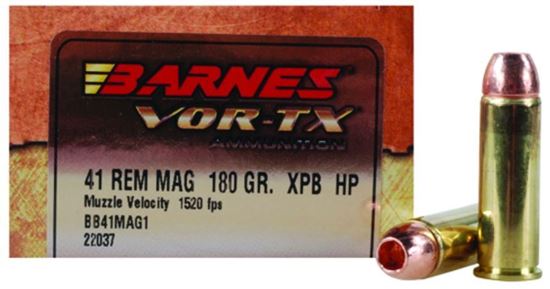 BARNES
VOR-TX
AMMUNITION
41 REM MAG 180 GR. XPB HP
Muzzle Velocity 1520 fps
BB41MAG1
22037